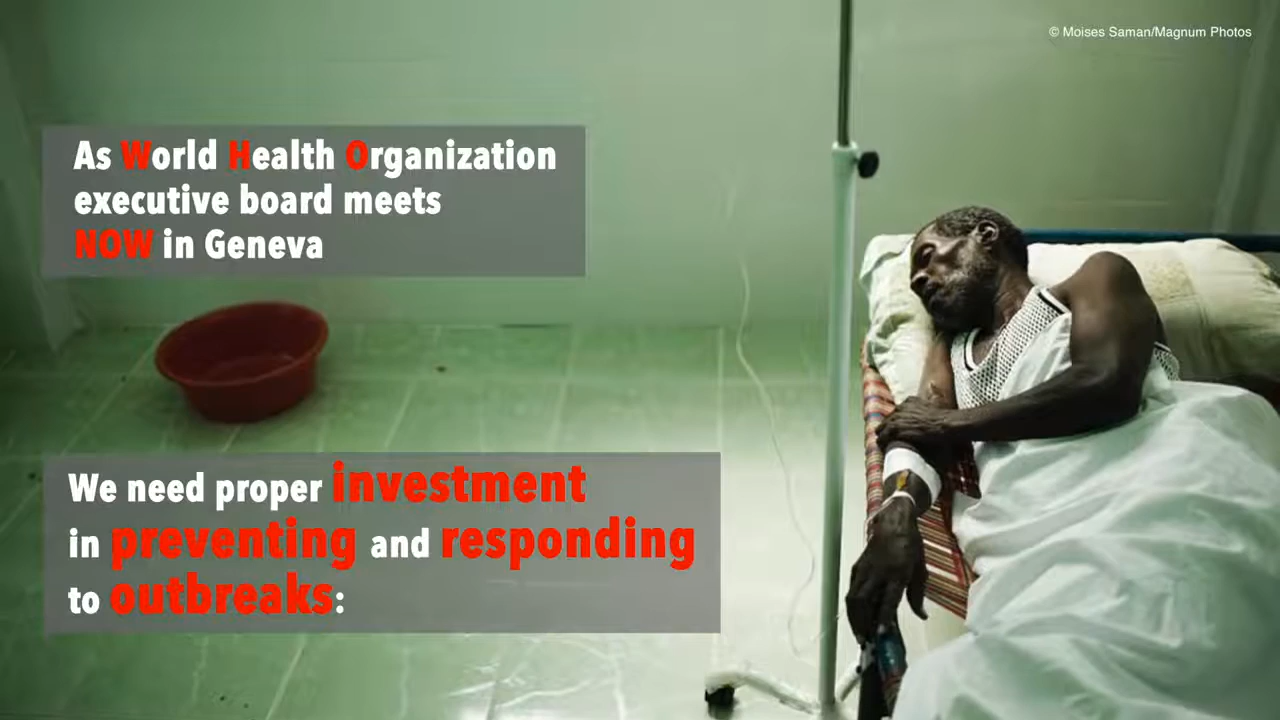 © Moises Saman/Magnum Photos
As World Health Organization
executive board meets
NOW in Geneva
We need proper investment
in preventing and responding
to outbreaks: